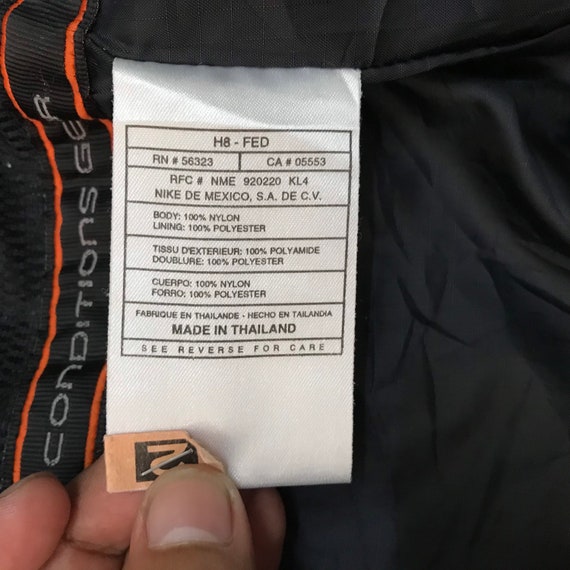 CONDITIONS GEAR
H8 - FED
RN # 56323 CA # 05553
RFC # NME 920220 KL4
NIKE DE MEXICO, S.A. DE C.V.
BODY: 100% NYLON
LINING: 100% POLYESTER
TISSU D'EXTERIEUR: 100% POLYAMIDE
DOUBLURE: 100% POLYESTER
CUERPO: 100% NYLON
FORRO: 100% POLYESTER
FABRIQUE EN THAILANDE - HECHO EN TAILANDIA
MADE IN THAILAND
SEE REVERSE FOR CARE